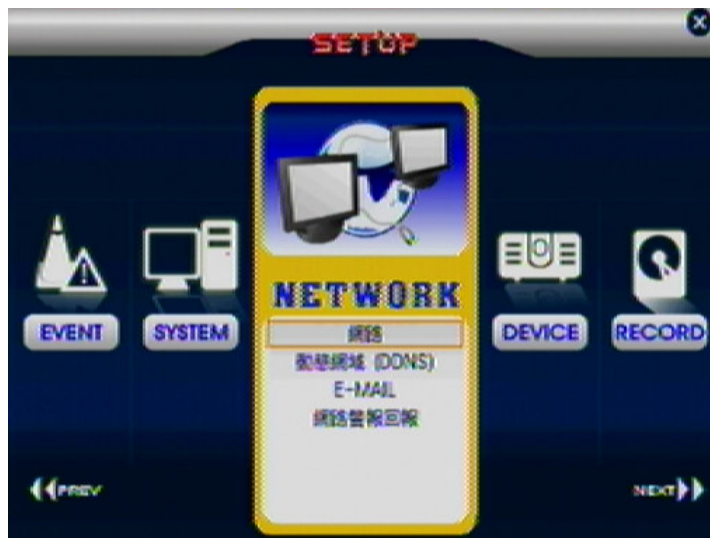 SETUP
EVENT
SYSTEM
NETWORK
DEVICE
RECORD
網路
動態網域 (DDNS)
E-MAIL
網路警報回報
PREV
NEXT